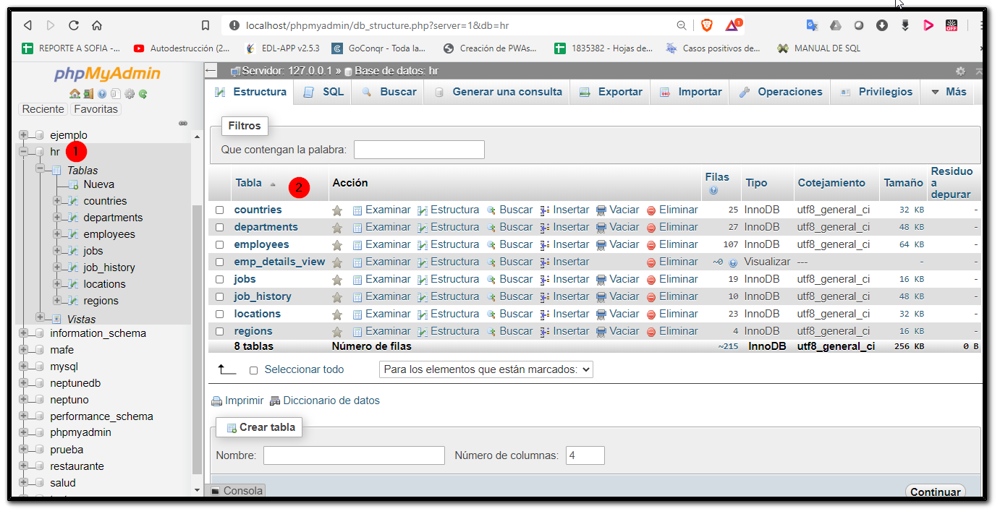 localhost/phpmyadmin/db_structure.php?server=1&db=hr
1
REPORTE A SOFIA -...
Autodestrucción (2...
EDL-APP v2.5.3
GoConqr - Toda la...
Creación de PWAs...
1835382 - Hojas de...
Casos positivos de...
MANUAL DE SQL
OFF
phpMyAdmin
Reciente Favoritas
ejemplo
hr 1
Tablas
Nueva
countries
departments
employees
jobs
job_history
locations
regions
Vistas
information_schema
mafe
mysql
neptunedb
neptuno
performance_schema
phpmyadmin
prueba
restaurante
salud
Servidor: 127.0.0.1 » Base de datos: hr
Estructura SQL Buscar Generar una consulta Exportar Importar Operaciones Privilegios Más
Filtros
Que contengan la palabra:
Tabla 2 Acción Filas Tipo Cotejamiento Tamaño Residuo a depurar
countries Examinar Estructura Buscar Insertar Vaciar Eliminar 25 InnoDB utf8_general_ci 32 KB -
departments Examinar Estructura Buscar Insertar Vaciar Eliminar 27 InnoDB utf8_general_ci 48 KB -
employees Examinar Estructura Buscar Insertar Vaciar Eliminar 107 InnoDB utf8_general_ci 64 KB -
emp_details_view Examinar Estructura Buscar Insertar Eliminar ~0 Visualizar --- - -
jobs Examinar Estructura Buscar Insertar Vaciar Eliminar 19 InnoDB utf8_general_ci 16 KB -
job_history Examinar Estructura Buscar Insertar Vaciar Eliminar 10 InnoDB utf8_general_ci 48 KB -
locations Examinar Estructura Buscar Insertar Vaciar Eliminar 23 InnoDB utf8_general_ci 32 KB -
regions Examinar Estructura Buscar Insertar Vaciar Eliminar 4 InnoDB utf8_general_ci 16 KB -
8 tablas Número de filas ~215 InnoDB utf8_general_ci 256 KB 0 B
Seleccionar todo Para los elementos que están marcados:
Imprimir Diccionario de datos
Crear tabla
Nombre: Número de columnas: 4
Consola
Continuar